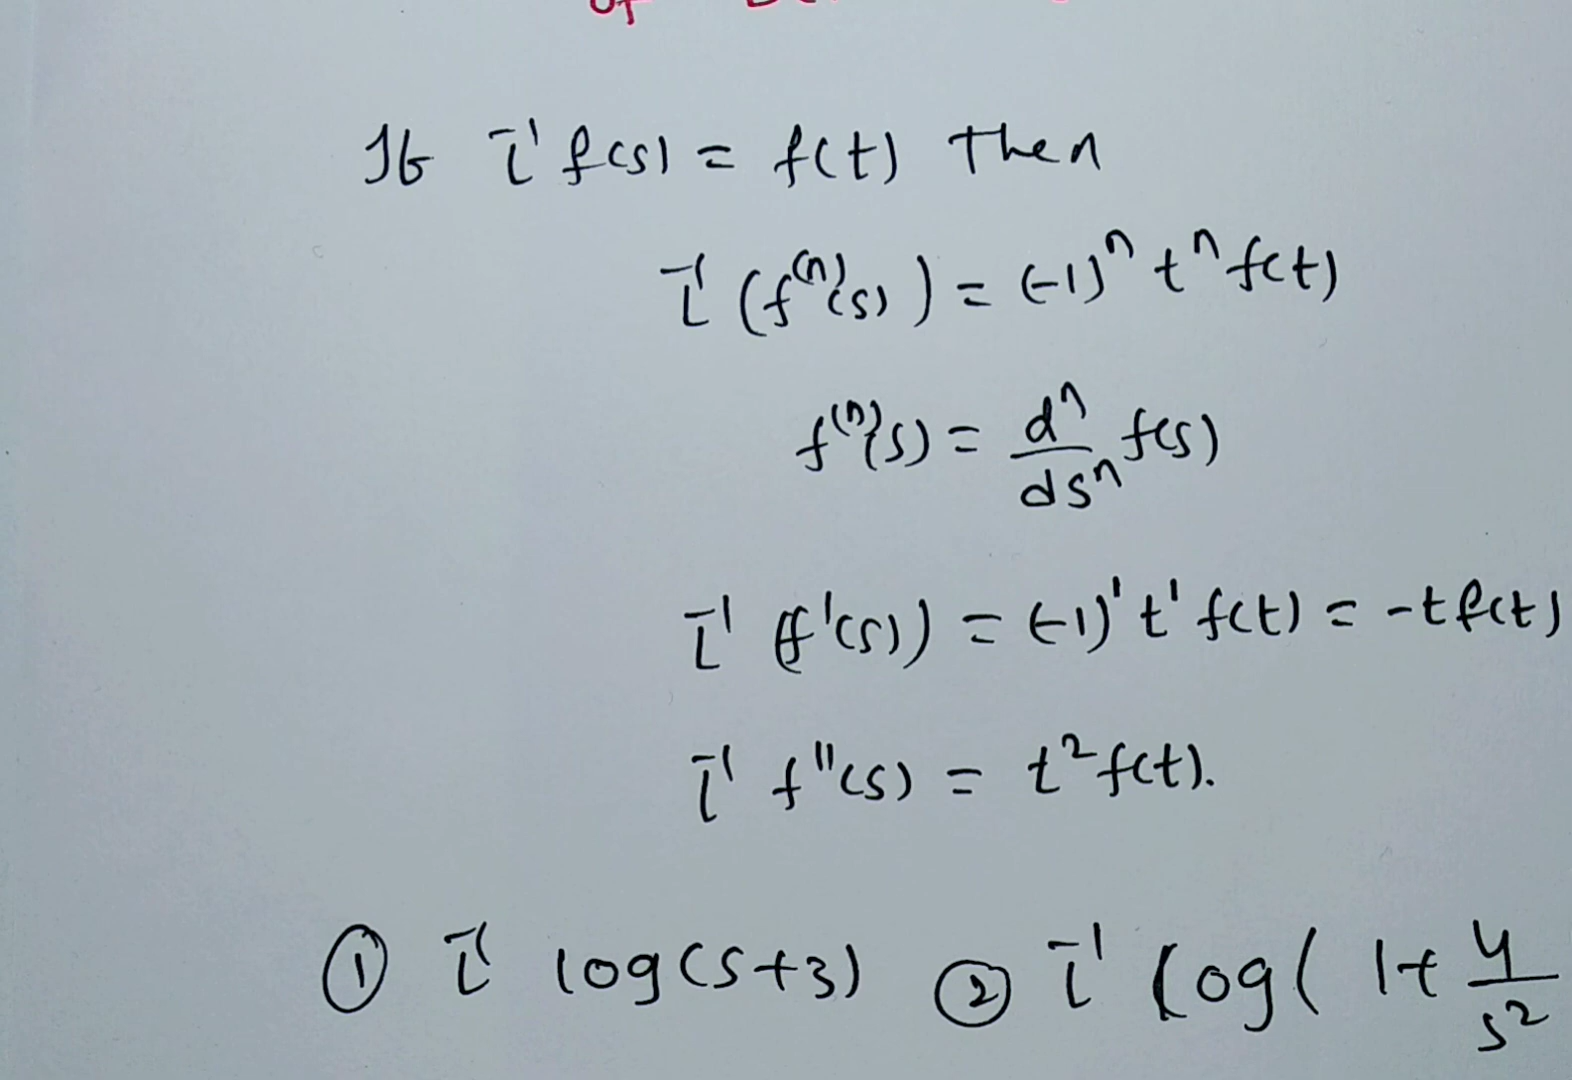 of
If L⁻¹ f(s) = f(t) Then
L⁻¹ (f⁽ⁿ⁾(s)) = (-1)ⁿ tⁿ f(t)
f⁽ⁿ⁾(s) = dⁿ/dsⁿ f(s)
L⁻¹ (f'(s)) = (-1)¹ t¹ f(t) = -t f(t)
L⁻¹ f''(s) = t² f(t).
① L⁻¹ log(s+3) ② L⁻¹ log( 1+ 4/s²